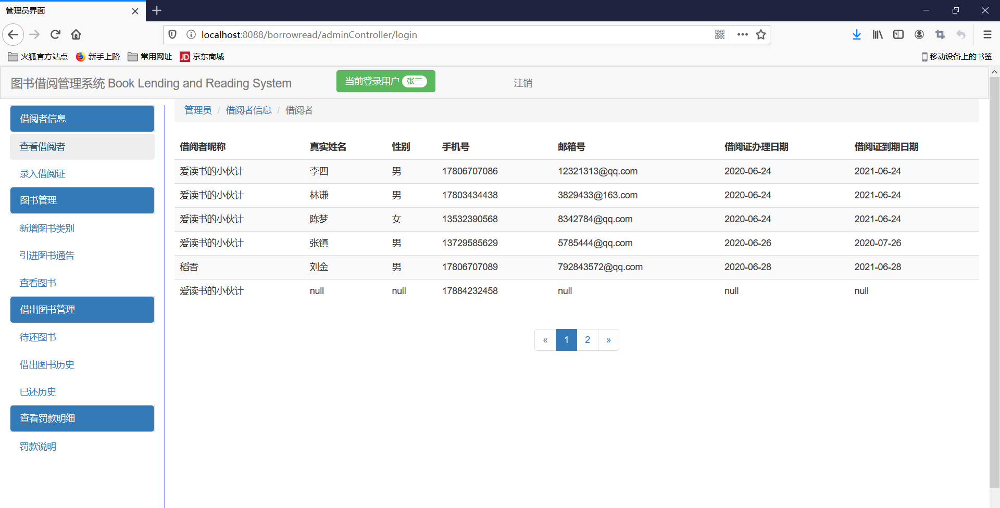 管理员界面
localhost:8088/borrowread/adminController/login
火狐官方站点 新手上路 常用网址 JD 京东商城 移动设备上的书签
图书借阅管理系统 Book Lending and Reading System 当前登录用户 张三 注销
借阅者信息
查看借阅者
录入借阅证
图书管理
新增图书类别
引进图书通告
查看图书
借出图书管理
待还图书
借出图书历史
已还历史
查看罚款明细
罚款说明
管理员 / 借阅者信息 / 借阅者
借阅者昵称 真实姓名 性别 手机号 邮箱号 借阅证办理日期 借阅证到期日期
爱读书的小伙计 李四 男 17806707086 12321313@qq.com 2020-06-24 2021-06-24
爱读书的小伙计 林谦 男 17803434438 3829433@163.com 2020-06-24 2021-06-24
爱读书的小伙计 陈梦 女 13532390568 8342784@qq.com 2020-06-24 2021-06-24
爱读书的小伙计 张镇 男 13729585629 5785444@qq.com 2020-06-26 2020-07-26
稻香 刘金 男 17806707089 792843572@qq.com 2020-06-28 2021-06-28
爱读书的小伙计 null null 17884232458 null null null
« 1 2 »